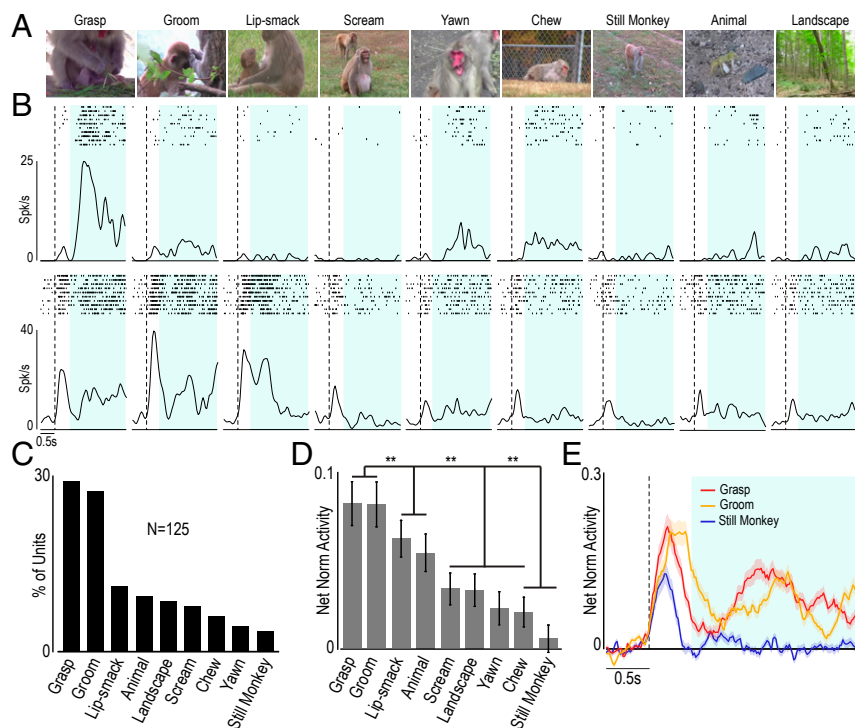 A
Grasp
Groom
Lip-smack
Scream
Yawn
Chew
Still Monkey
Animal
Landscape
B
25
Spk/s
0
40
Spk/s
0
0.5s
C
30
% of Units
0
N=125
Grasp
Groom
Lip-smack
Animal
Landscape
Scream
Chew
Yawn
Still Monkey
D
0.1
Net Norm Activity
0
** ** **
Grasp
Groom
Lip-smack
Animal
Scream
Landscape
Yawn
Chew
Still Monkey
E
0.3
Net Norm Activity
0
Grasp
Groom
Still Monkey
0.5s